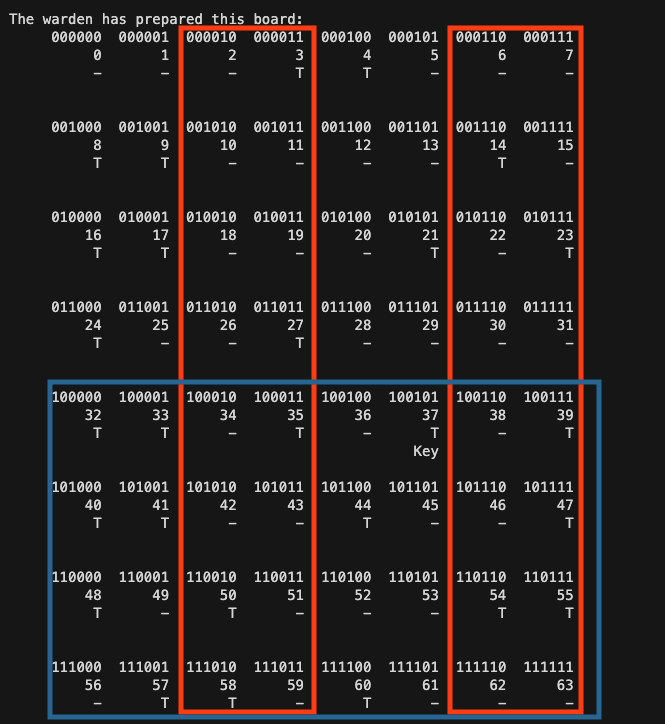 The warden has prepared this board:
000000 000001 000010 000011 000100 000101 000110 000111
0 1 2 3 4 5 6 7
– – – T T – – –
001000 001001 001010 001011 001100 001101 001110 001111
8 9 10 11 12 13 14 15
T T – – – – T –
010000 010001 010010 010011 010100 010101 010110 010111
16 17 18 19 20 21 22 23
T T – – – T – T
011000 011001 011010 011011 011100 011101 011110 011111
24 25 26 27 28 29 30 31
T – – T – – – –
100000 100001 100010 100011 100100 100101 100110 100111
32 33 34 35 36 37 38 39
T T – T – T – T
Key
101000 101001 101010 101011 101100 101101 101110 101111
40 41 42 43 44 45 46 47
T T – – T – – T
110000 110001 110010 110011 110100 110101 110110 110111
48 49 50 51 52 53 54 55
T – T – – – T T
111000 111001 111010 111011 111100 111101 111110 111111
56 57 58 59 60 61 62 63
– T T – T – – –